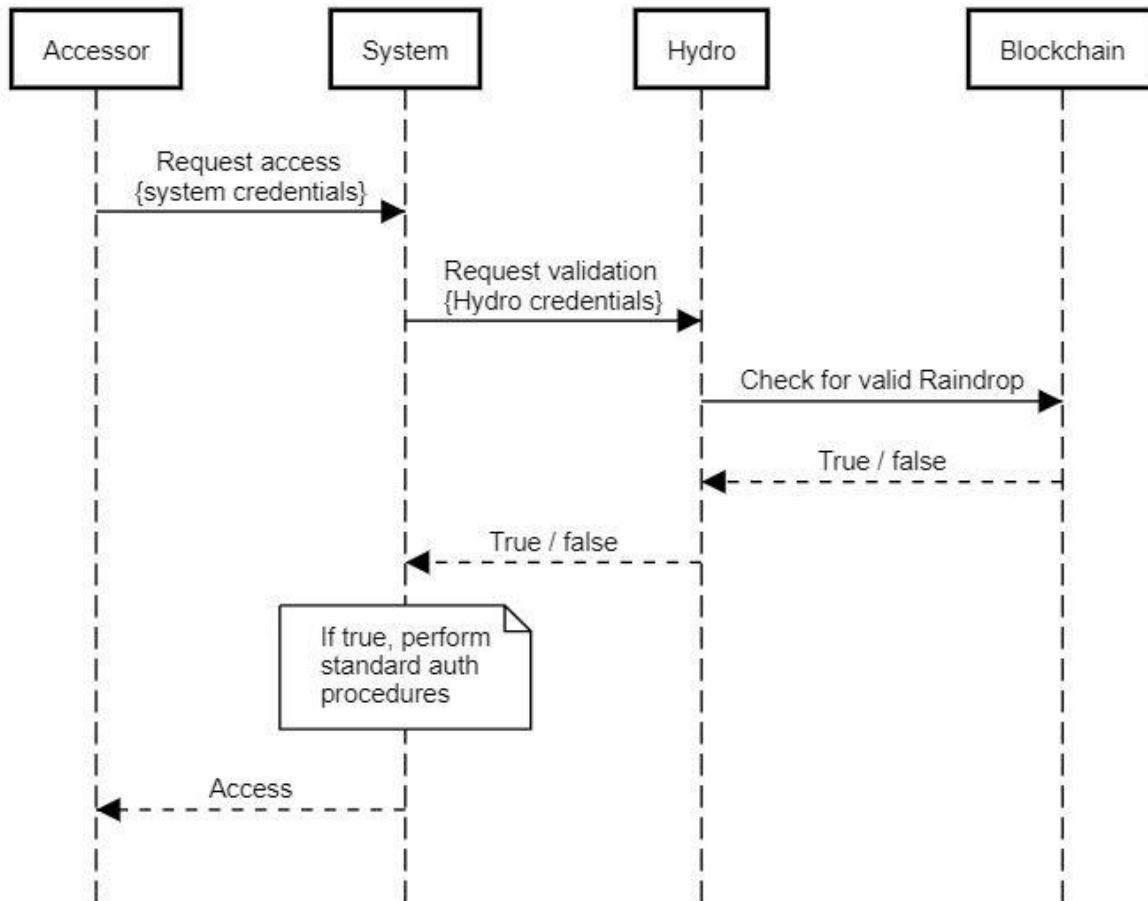 Accessor
System
Hydro
Blockchain
Request access
{system credentials}
Request validation
{Hydro credentials}
Check for valid Raindrop
True / false
True / false
If true, perform
standard auth
procedures
Access